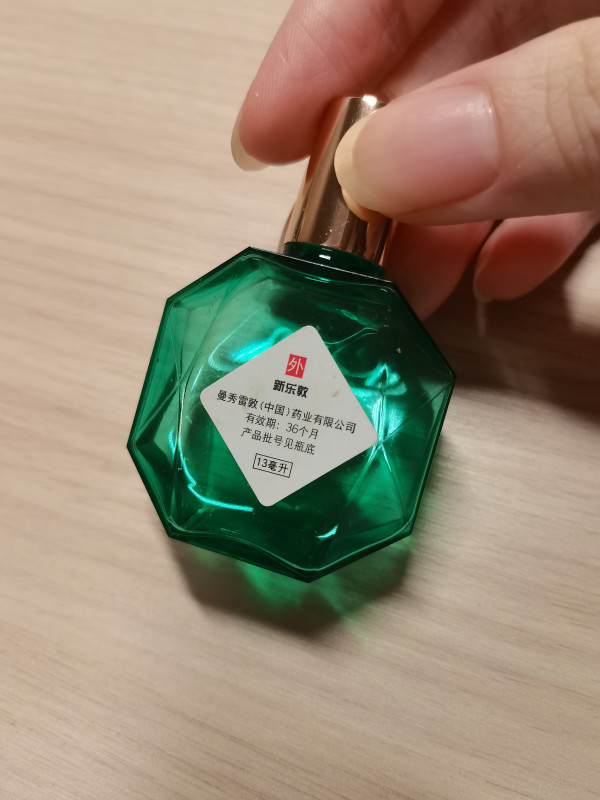 外
新乐敦
曼秀雷敦(中国)药业有限公司
有效期：36个月
产品批号见瓶底
13毫升